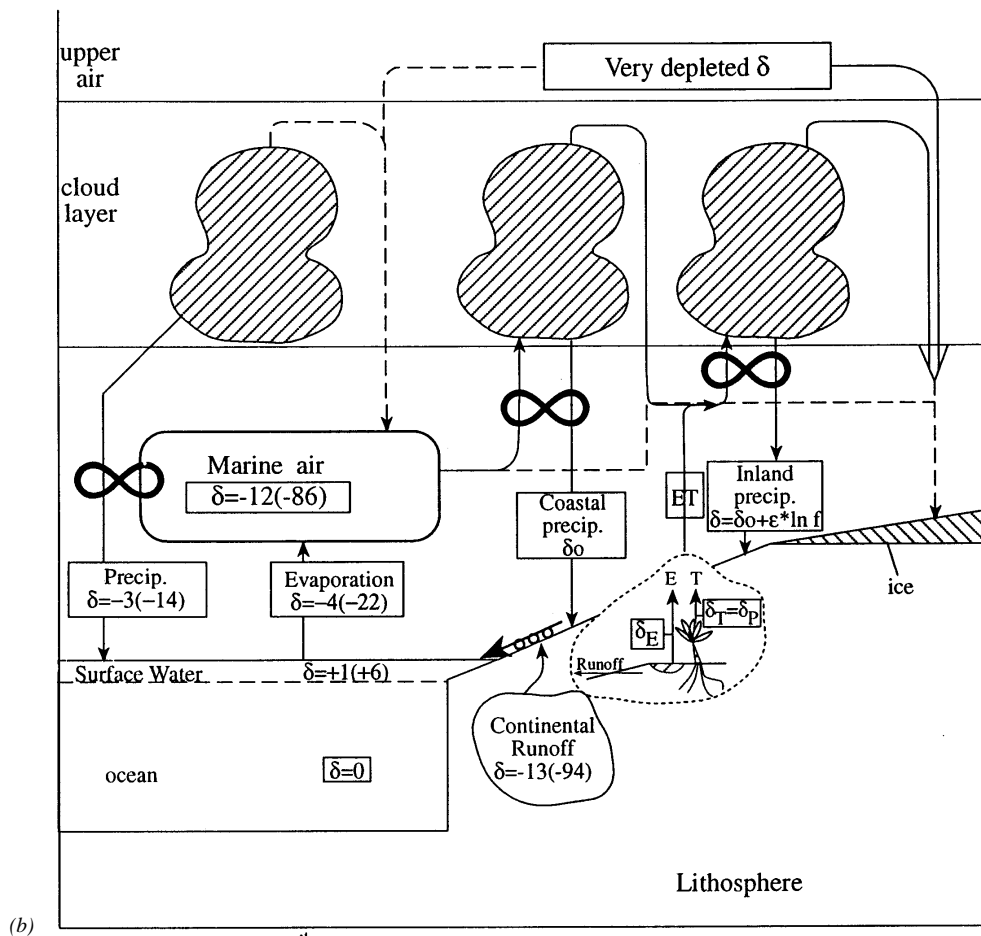 upper
air
Very depleted δ
cloud
layer
Marine air
δ=-12(-86)
Coastal
precip.
δo
ET
Inland
precip.
δ=δo+ε*ln f
Precip.
δ=-3(-14)
Evaporation
δ=-4(-22)
ice
E T
δT=δP
δE
Runoff
Surface Water
δ=+1(+6)
Continental
Runoff
δ=-13(-94)
ocean
δ=0
Lithosphere
(b)